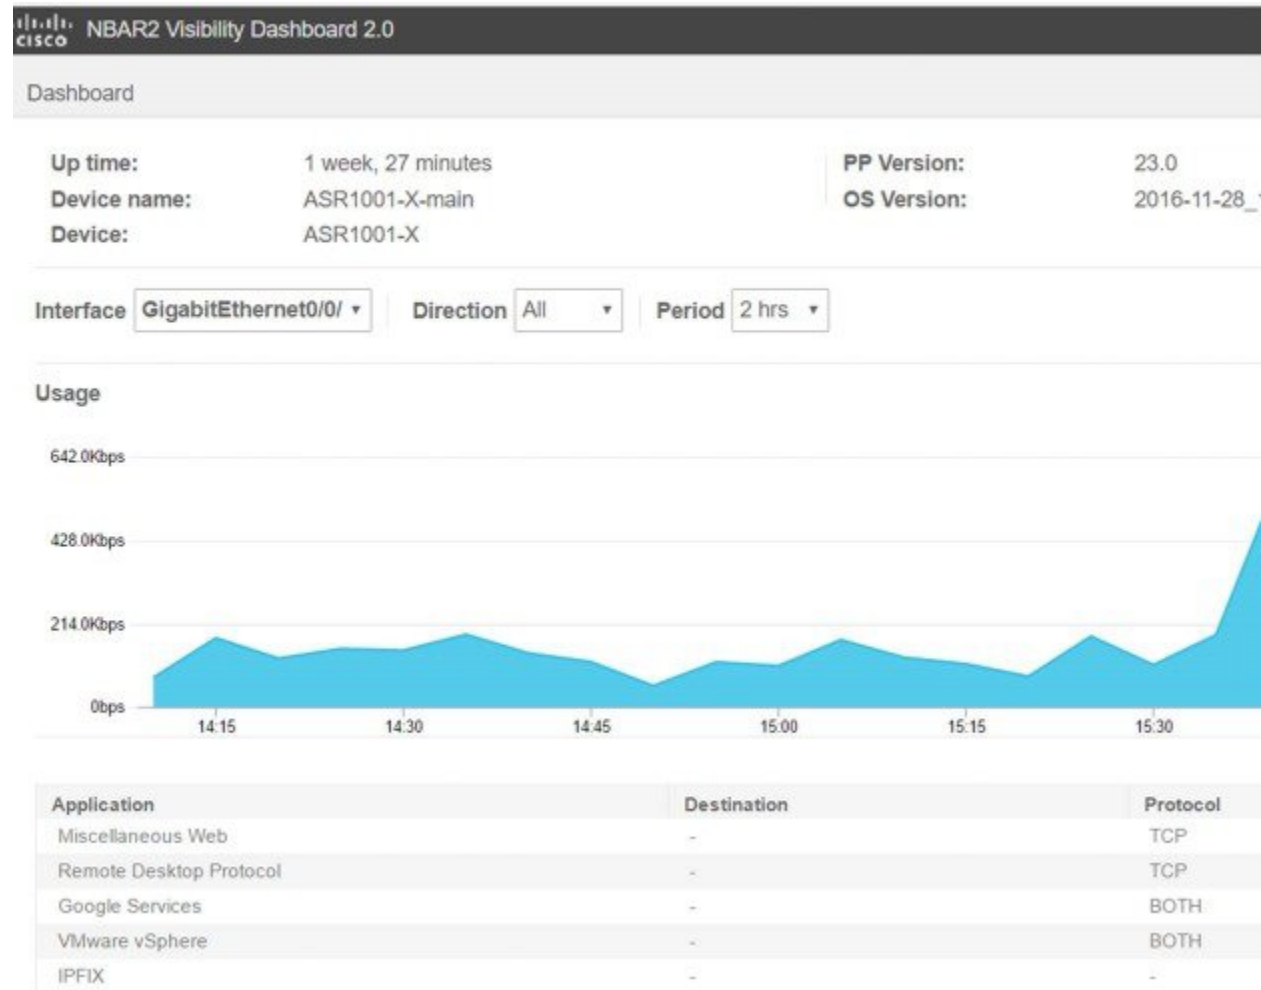 CISCO NBAR2 Visibility Dashboard 2.0
Dashboard
Up time: 1 week, 27 minutes PP Version: 23.0
Device name: ASR1001-X-main OS Version: 2016-11-28_
Device: ASR1001-X
Interface GigabitEthernet0/0/ Direction All Period 2 hrs
Usage
642.0Kbps
428.0Kbps
214.0Kbps
0bps
14:15 14:30 14:45 15:00 15:15 15:30
Application Destination Protocol
Miscellaneous Web - TCP
Remote Desktop Protocol - TCP
Google Services - BOTH
VMware vSphere - BOTH
IPFIX - -